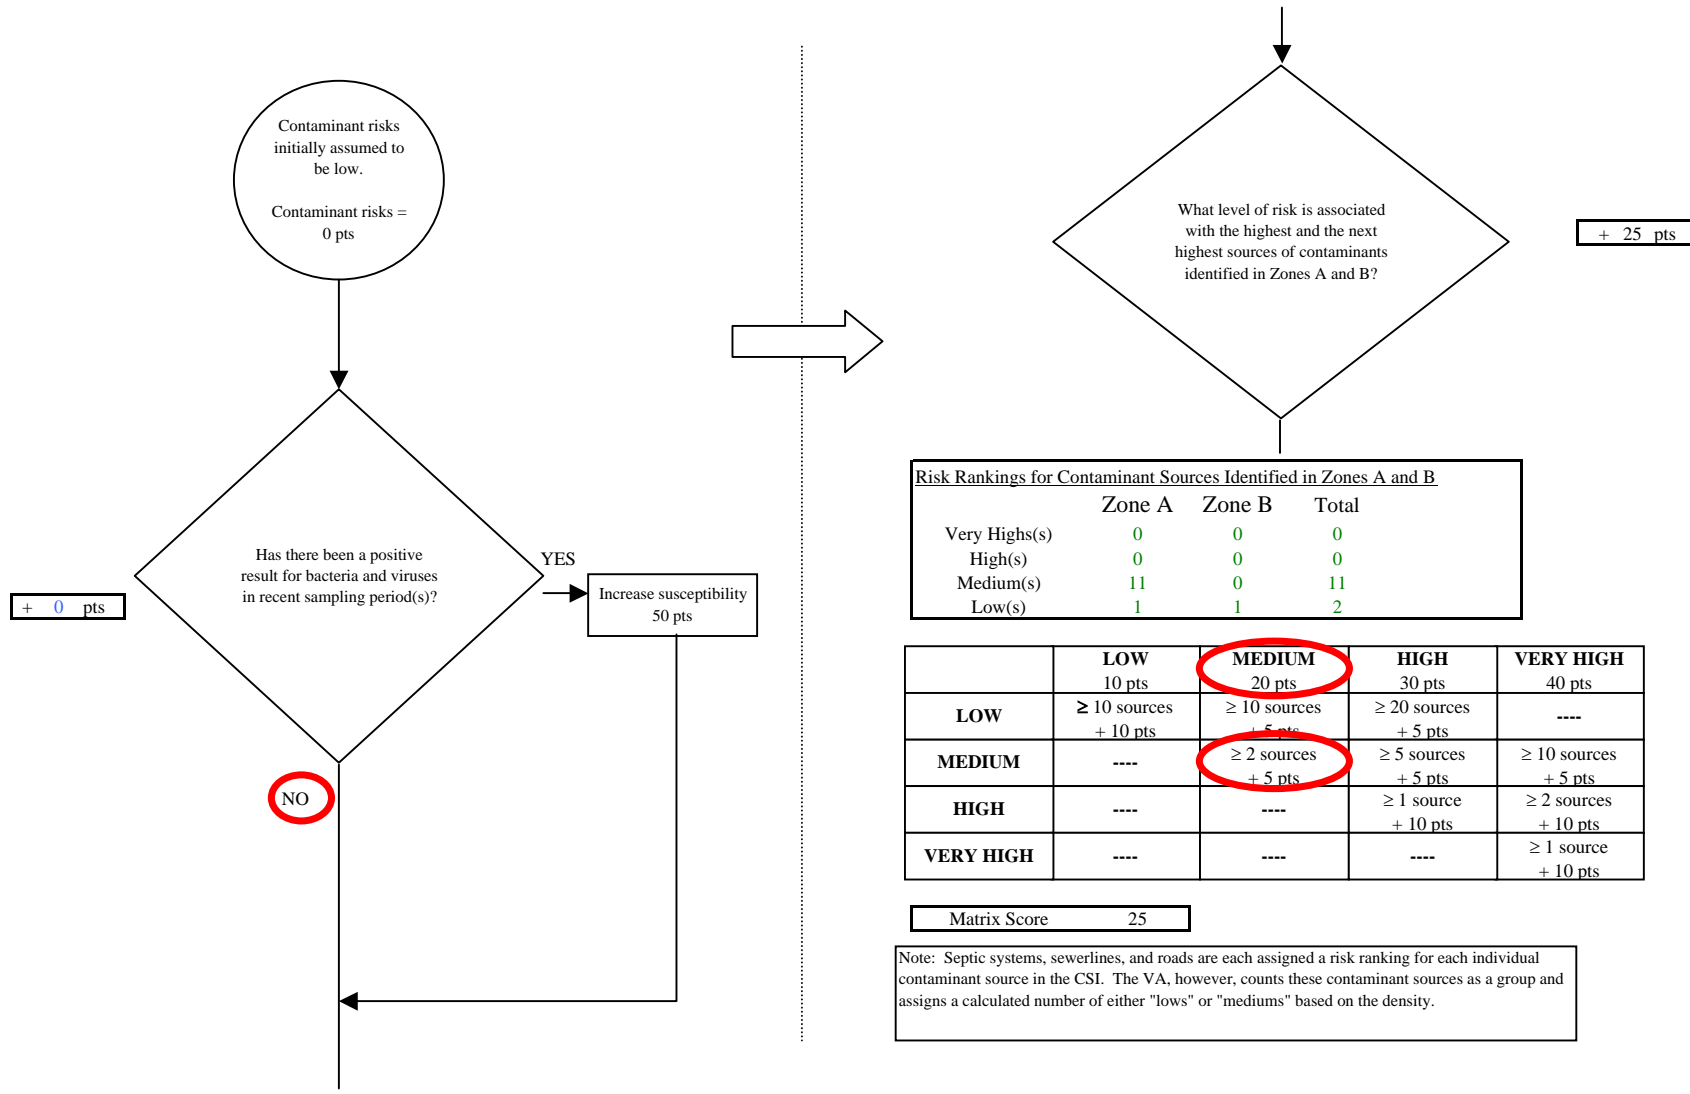 Contaminant risks
initially assumed to
be low.
Contaminant risks =
0 pts
Has there been a positive
result for bacteria and viruses
in recent sampling period(s)?
YES
Increase susceptibility
50 pts
+ 0 pts
NO
What level of risk is associated
with the highest and the next
highest sources of contaminants
identified in Zones A and B?
+ 25 pts
Risk Rankings for Contaminant Sources Identified in Zones A and B
Zone A Zone B Total
Very Highs(s) 0 0 0
High(s) 0 0 0
Medium(s) 11 0 11
Low(s) 1 1 2
LOW MEDIUM HIGH VERY HIGH
10 pts 20 pts 30 pts 40 pts
LOW ≥ 10 sources ≥ 10 sources ≥ 20 sources ----
+ 10 pts + 5 pts + 5 pts
MEDIUM ---- ≥ 2 sources ≥ 5 sources ≥ 10 sources
+ 5 pts + 5 pts + 5 pts
HIGH ---- ---- ≥ 1 source ≥ 2 sources
+ 10 pts + 10 pts
VERY HIGH ---- ---- ---- ≥ 1 source
+ 10 pts
Matrix Score 25
Note: Septic systems, sewerlines, and roads are each assigned a risk ranking for each individual
contaminant source in the CSI. The VA, however, counts these contaminant sources as a group and
assigns a calculated number of either "lows" or "mediums" based on the density.